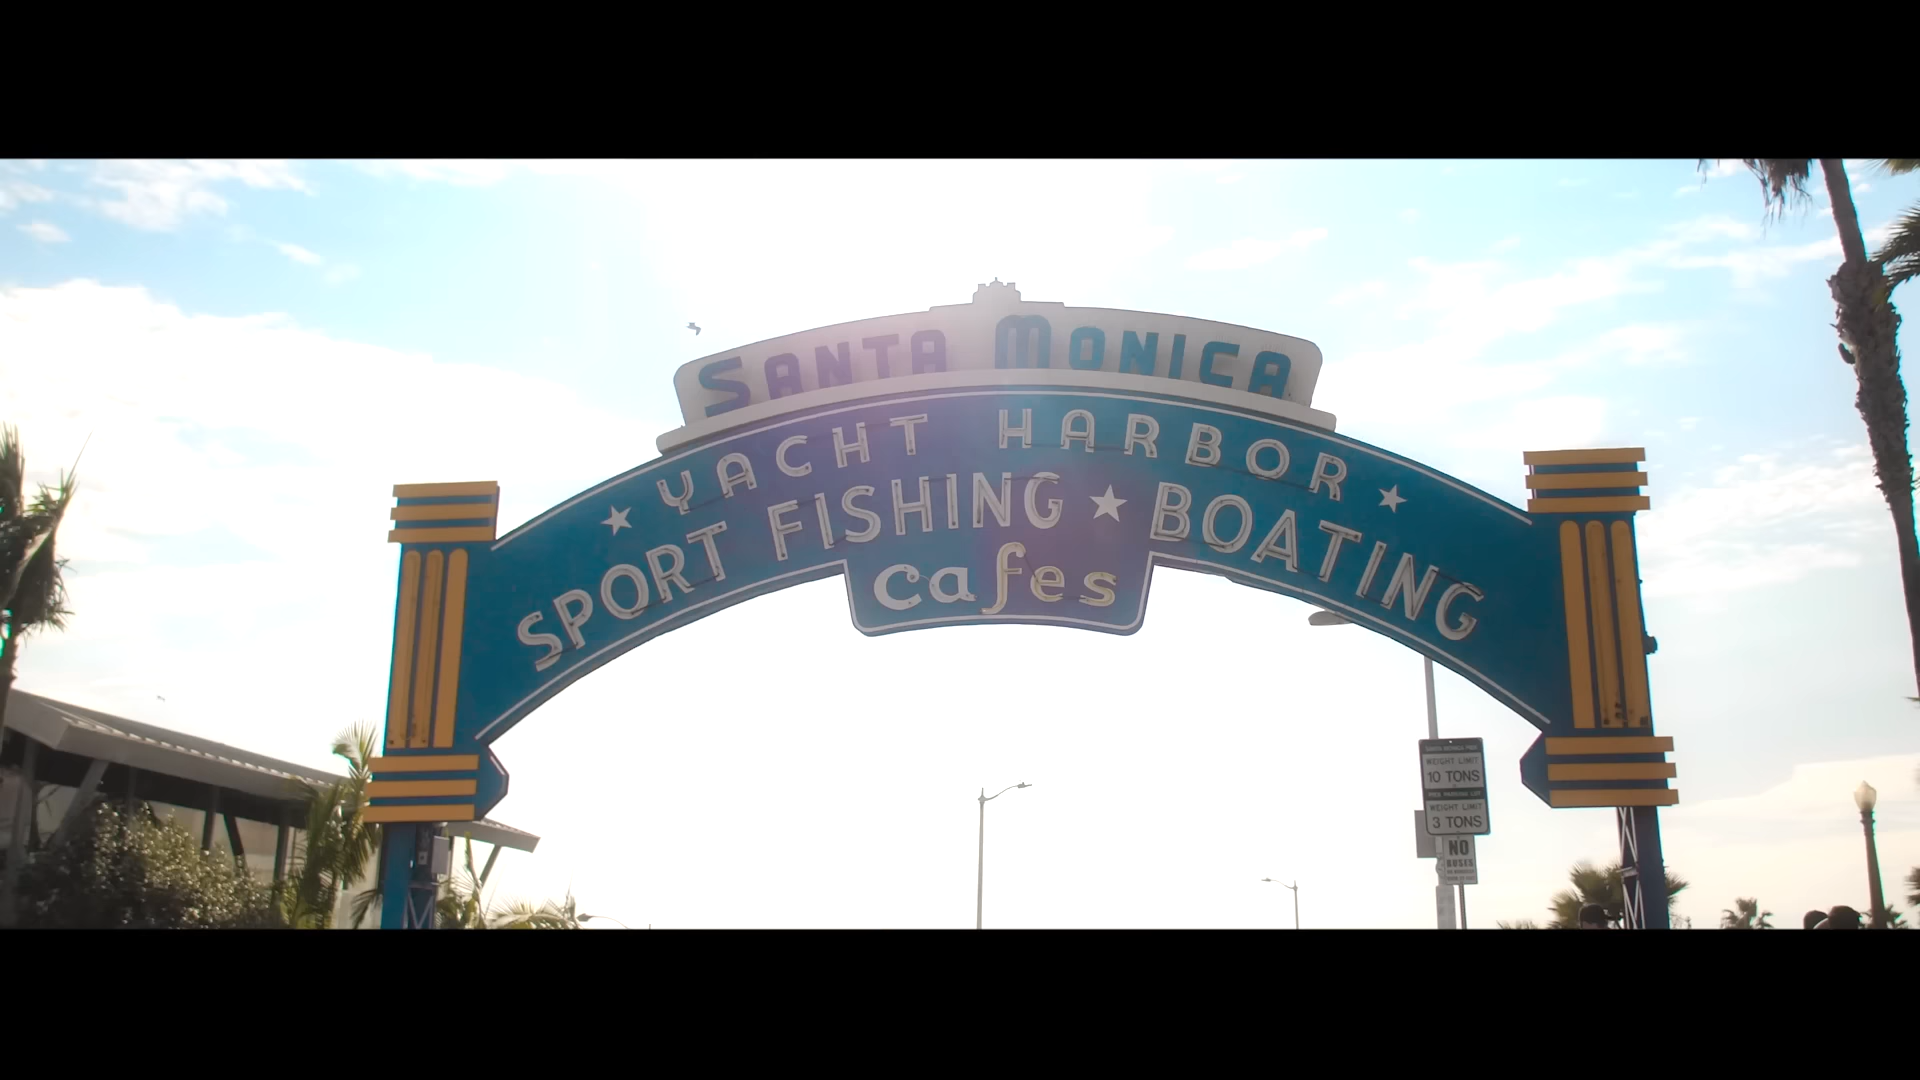 SANTA MONICA
YACHT HARBOR
SPORT FISHING ★ BOATING
cafes
WEIGHT LIMIT
10 TONS
WEIGHT LIMIT
3 TONS
NO
BUSES